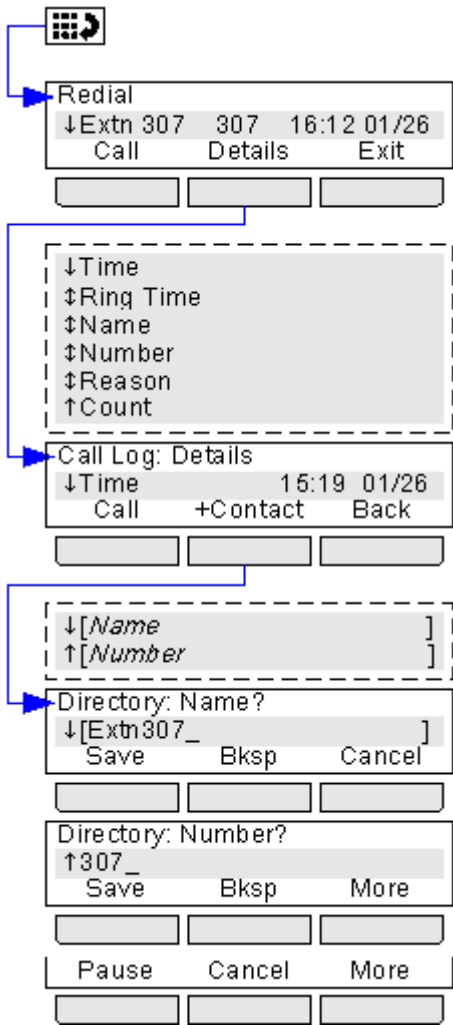 Redial
↓Extn 307 307 16:12 01/26
Call Details Exit
↓Time
↕Ring Time
↕Name
↕Number
↕Reason
↑Count
Call Log: Details
↓Time 15:19 01/26
Call +Contact Back
↓[Name ]
↑[Number ]
Directory: Name?
↓[Extn307_ ]
Save Bksp Cancel
Directory: Number?
↑307_
Save Bksp More
Pause Cancel More